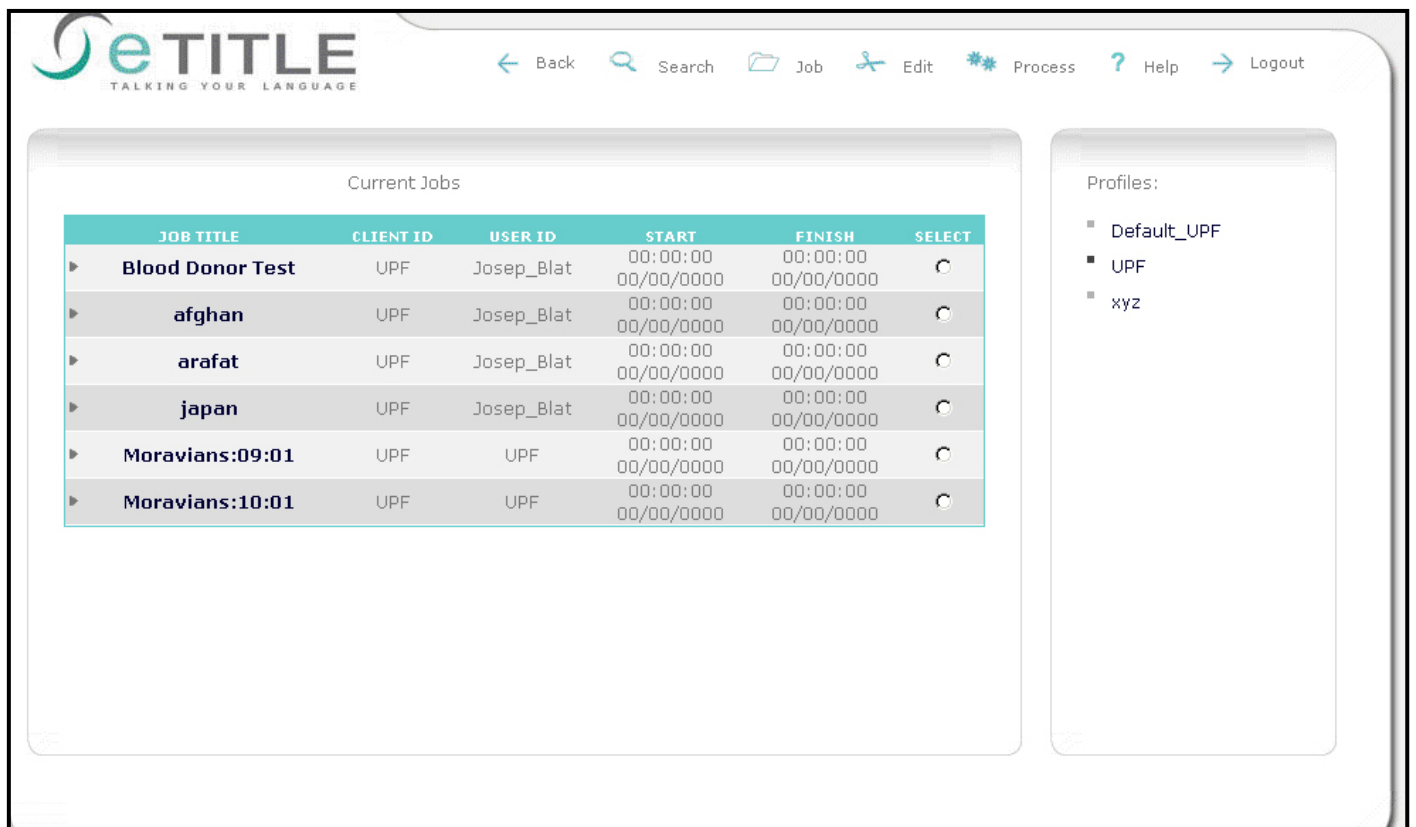 eTITLE
TALKING YOUR LANGUAGE
Back Search Job Edit Process ? Help Logout
Current Jobs
JOB TITLE CLIENT ID USER ID START FINISH SELECT
Blood Donor Test UPF Josep_Blat 00:00:00 00/00/0000 00:00:00 00/00/0000
afghan UPF Josep_Blat 00:00:00 00/00/0000 00:00:00 00/00/0000
arafat UPF Josep_Blat 00:00:00 00/00/0000 00:00:00 00/00/0000
japan UPF Josep_Blat 00:00:00 00/00/0000 00:00:00 00/00/0000
Moravians:09:01 UPF UPF 00:00:00 00/00/0000 00:00:00 00/00/0000
Moravians:10:01 UPF UPF 00:00:00 00/00/0000 00:00:00 00/00/0000
Profiles:
Default_UPF
UPF
xyz